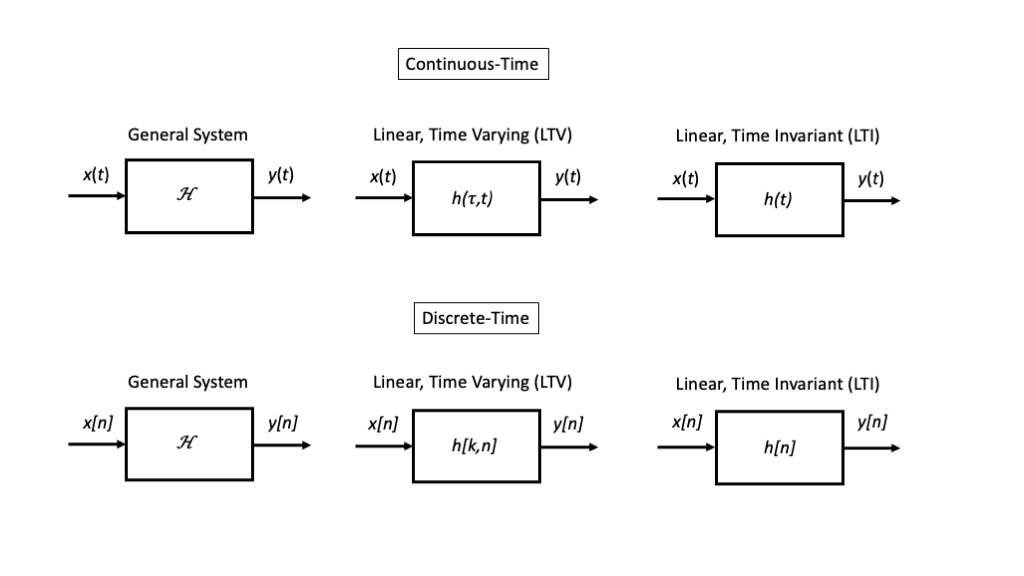 Continuous-Time
General System
Linear, Time Varying (LTV)
Linear, Time Invariant (LTI)
x(t)
ℋ
y(t)
x(t)
h(τ,t)
y(t)
x(t)
h(t)
y(t)
Discrete-Time
General System
Linear, Time Varying (LTV)
Linear, Time Invariant (LTI)
x[n]
ℋ
y[n]
x[n]
h[k,n]
y[n]
x[n]
h[n]
y[n]